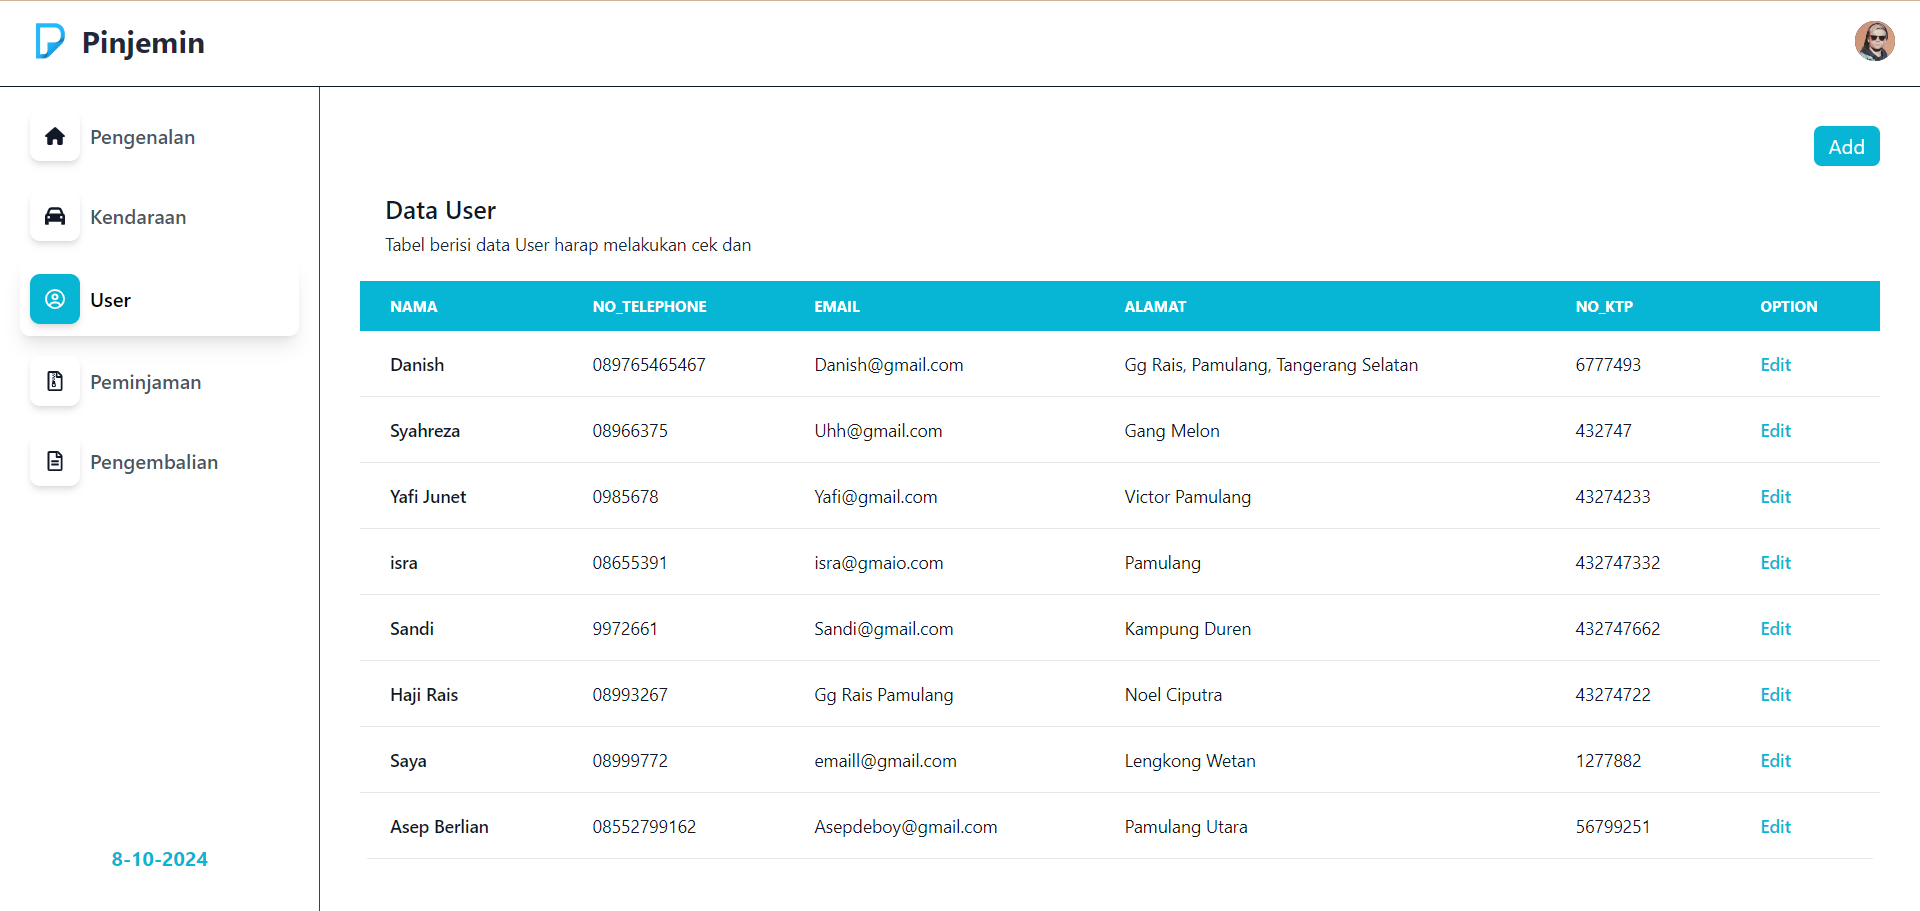 Pinjemin
Pengenalan
Kendaraan
User
Peminjaman
Pengembalian
8-10-2024
Add
Data User
Tabel berisi data User harap melakukan cek dan
NAMA NO_TELEPHONE EMAIL ALAMAT NO_KTP OPTION
Danish 089765465467 Danish@gmail.com Gg Rais, Pamulang, Tangerang Selatan 6777493 Edit
Syahreza 08966375 Uhh@gmail.com Gang Melon 432747 Edit
Yafi Junet 0985678 Yafi@gmail.com Victor Pamulang 43274233 Edit
isra 08655391 isra@gmaio.com Pamulang 432747332 Edit
Sandi 9972661 Sandi@gmail.com Kampung Duren 432747662 Edit
Haji Rais 08993267 Gg Rais Pamulang Noel Ciputra 43274722 Edit
Saya 08999772 emaill@gmail.com Lengkong Wetan 1277882 Edit
Asep Berlian 08552799162 Asepdeboy@gmail.com Pamulang Utara 56799251 Edit